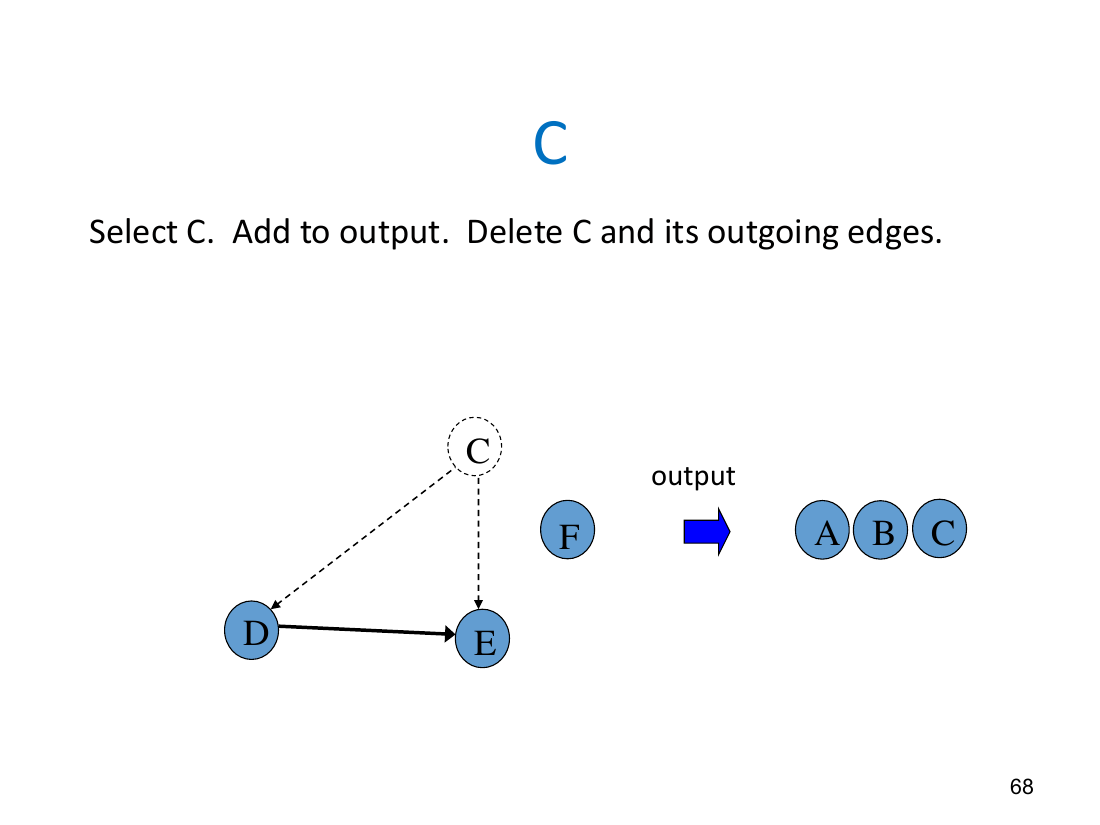 C
Select C.  Add to output.  Delete C and its outgoing edges.
C
output
F
A B C
D
E
68